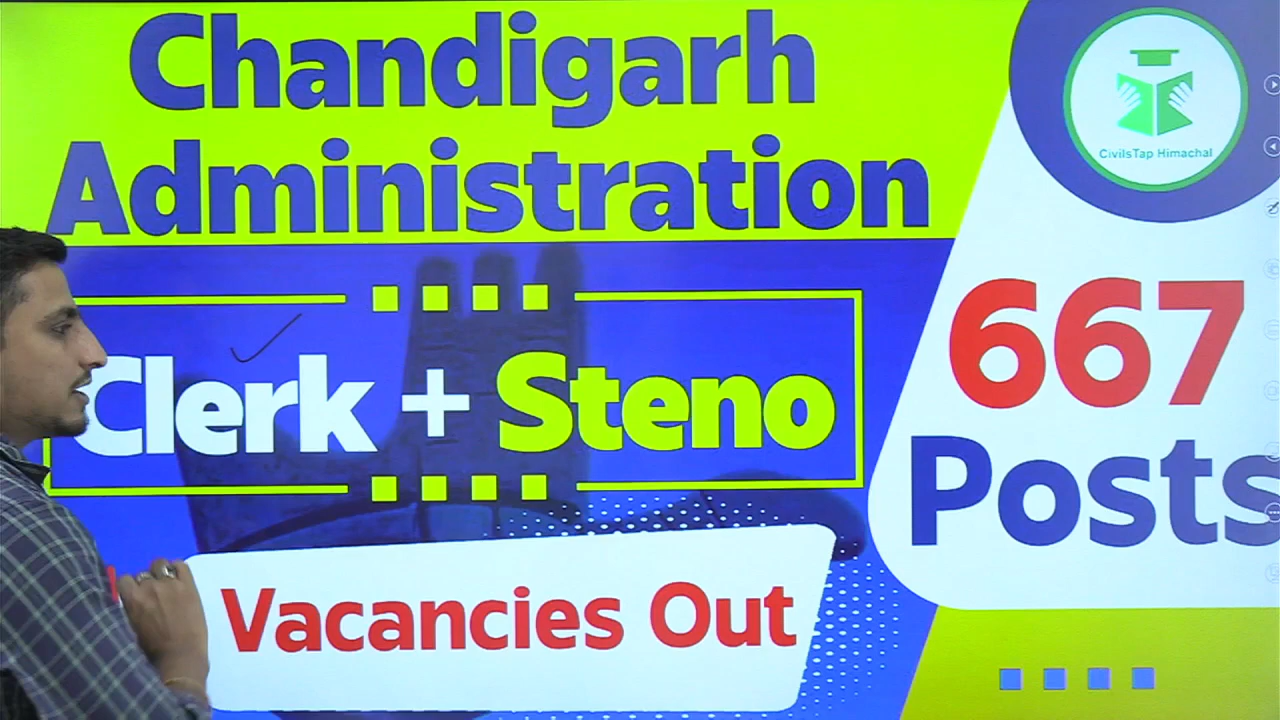 Chandigarh
Administration
CivilsTap Himachal
Clerk + Steno
667
Posts
Vacancies Out